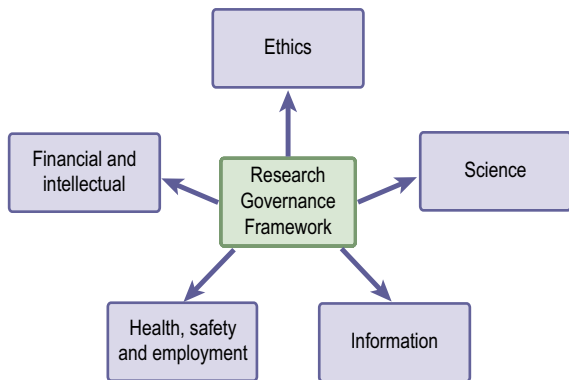 Ethics
Financial and
intellectual
Research
Governance
Framework
Science
Health, safety
and employment
Information